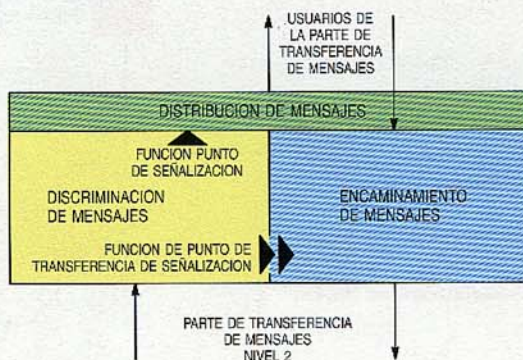 USUARIOS DE
LA PARTE DE
TRANSFERENCIA
DE MENSAJES
DISTRIBUCION DE MENSAJES
FUNCION PUNTO
DE SEÑALIZACION
DISCRIMINACION
DE MENSAJES
ENCAMINAMIENTO
DE MENSAJES
FUNCION DE PUNTO DE
TRANSFERENCIA DE SEÑALIZACION
PARTE DE TRANSFERENCIA
DE MENSAJES
NIVEL 2